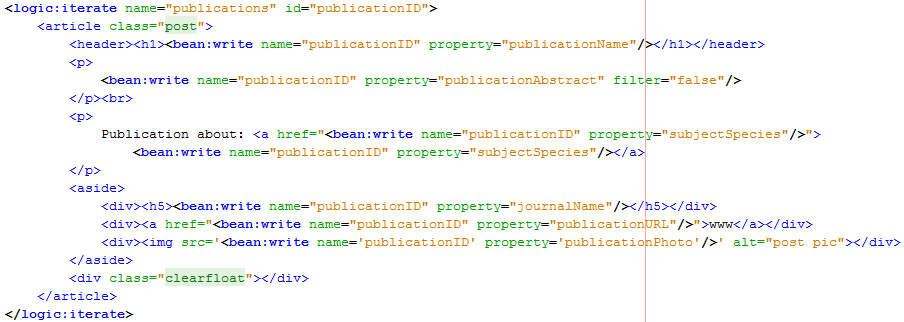 <logic:iterate name="publications" id="publicationID">
    <article class="post">
        <header><h1><bean:write name="publicationID" property="publicationName"/></h1></header>
        <p>
            <bean:write name="publicationID" property="publicationAbstract" filter="false"/>
        </p><br>
        <p>
            Publication about: <a href="<bean:write name="publicationID" property="subjectSpecies"/>">
                <bean:write name="publicationID" property="subjectSpecies"/></a>
        </p>
        <aside>
            <div><h5><bean:write name="publicationID" property="journalName"/></h5></div>
            <div><a href="<bean:write name="publicationID" property="publicationURL"/>">www</a></div>
            <div><img src='<bean:write name='publicationID' property='publicationPhoto'/>' alt="post pic"></div>
        </aside>
        <div class="clearfloat"></div>
    </article>
</logic:iterate>